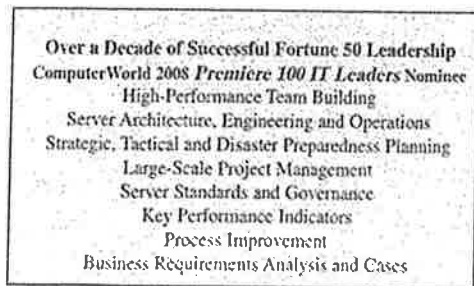 Over a Decade of Successful Fortune 50 Leadership
ComputerWorld 2008 Premiere 100 IT Leaders Nominee
High-Performance Team Building
Server Architecture, Engineering and Operations
Strategic, Tactical and Disaster Preparedness Planning
Large-Scale Project Management
Server Standards and Governance
Key Performance Indicators
Process Improvement
Business Requirements Analysis and Cases